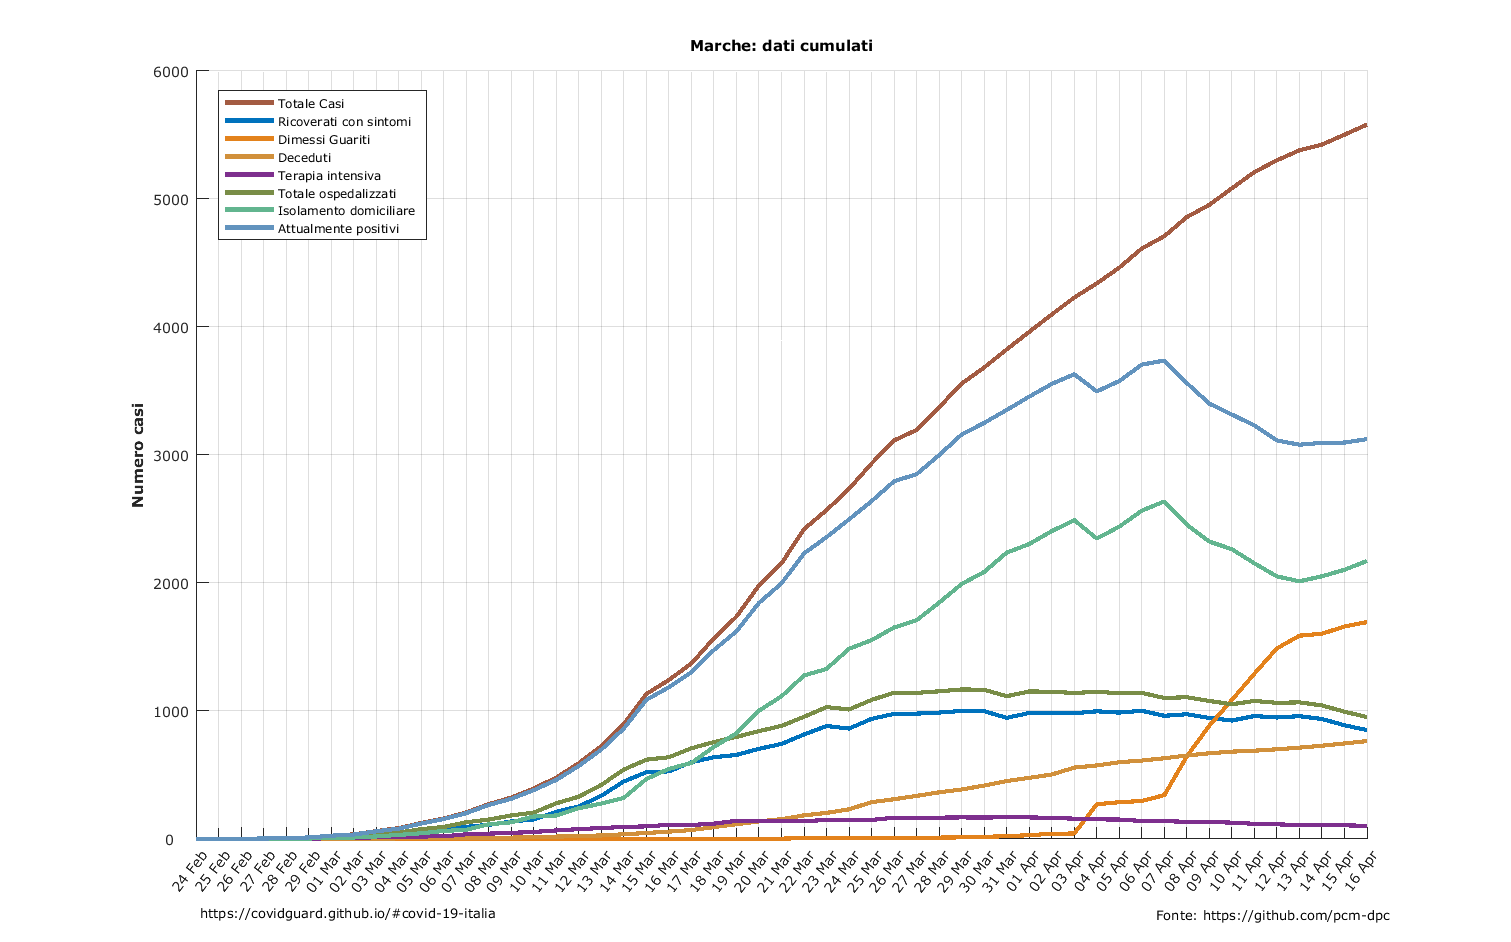 Marche: dati cumulati
6000
5000
4000
3000
2000
1000
0
Numero casi
Totale Casi
Ricoverati con sintomi
Dimessi Guariti
Deceduti
Terapia intensiva
Totale ospedalizzati
Isolamento domiciliare
Attualmente positivi
24 Feb
25 Feb
26 Feb
27 Feb
28 Feb
29 Feb
01 Mar
02 Mar
03 Mar
04 Mar
05 Mar
06 Mar
07 Mar
08 Mar
09 Mar
10 Mar
11 Mar
12 Mar
13 Mar
14 Mar
15 Mar
16 Mar
17 Mar
18 Mar
19 Mar
20 Mar
21 Mar
22 Mar
23 Mar
24 Mar
25 Mar
26 Mar
27 Mar
28 Mar
29 Mar
30 Mar
31 Mar
01 Apr
02 Apr
03 Apr
04 Apr
05 Apr
06 Apr
07 Apr
08 Apr
09 Apr
10 Apr
11 Apr
12 Apr
13 Apr
14 Apr
15 Apr
16 Apr
https://covidguard.github.io/#covid-19-italia
Fonte: https://github.com/pcm-dpc